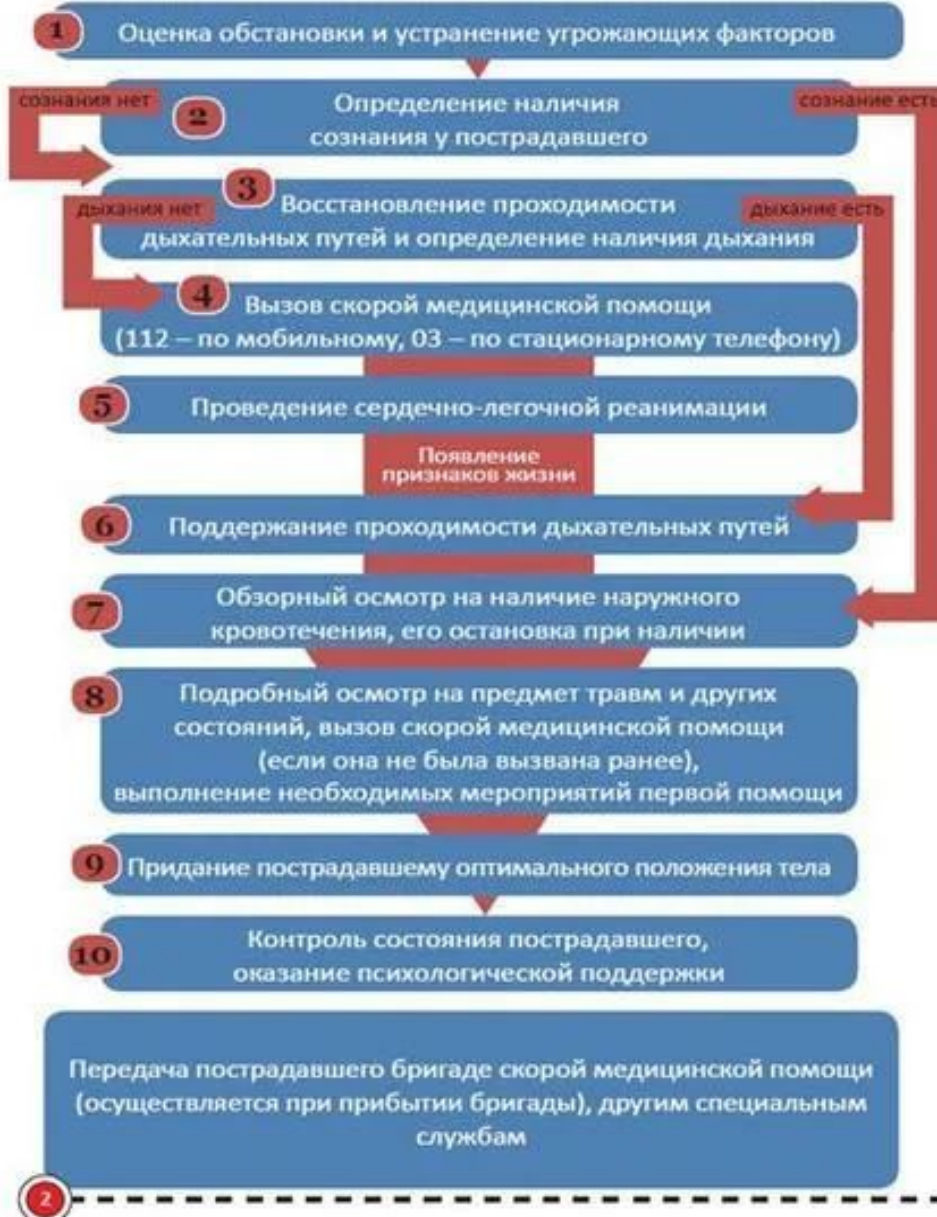 1
Оценка обстановки и устранение угрожающих факторов
сознания нет
2
Определение наличия
сознания у пострадавшего
сознание есть
3
дыхания нет
Восстановление проходимости
дыхательных путей и определение наличия дыхания
дыхание есть
4
Вызов скорой медицинской помощи
(112 – по мобильному, 03 – по стационарному телефону)
5
Проведение сердечно-легочной реанимации
Появление
признаков жизни
6
Поддержание проходимости дыхательных путей
7
Обзорный осмотр на наличие наружного
кровотечения, его остановка при наличии
8
Подробный осмотр на предмет травм и других
состояний, вызов скорой медицинской помощи
(если она не была вызвана ранее),
выполнение необходимых мероприятий первой помощи
9
Придание пострадавшему оптимального положения тела
10
Контроль состояния пострадавшего,
оказание психологической поддержки
Передача пострадавшего бригаде скорой медицинской помощи
(осуществляется при прибытии бригады), другим специальным
службам
2